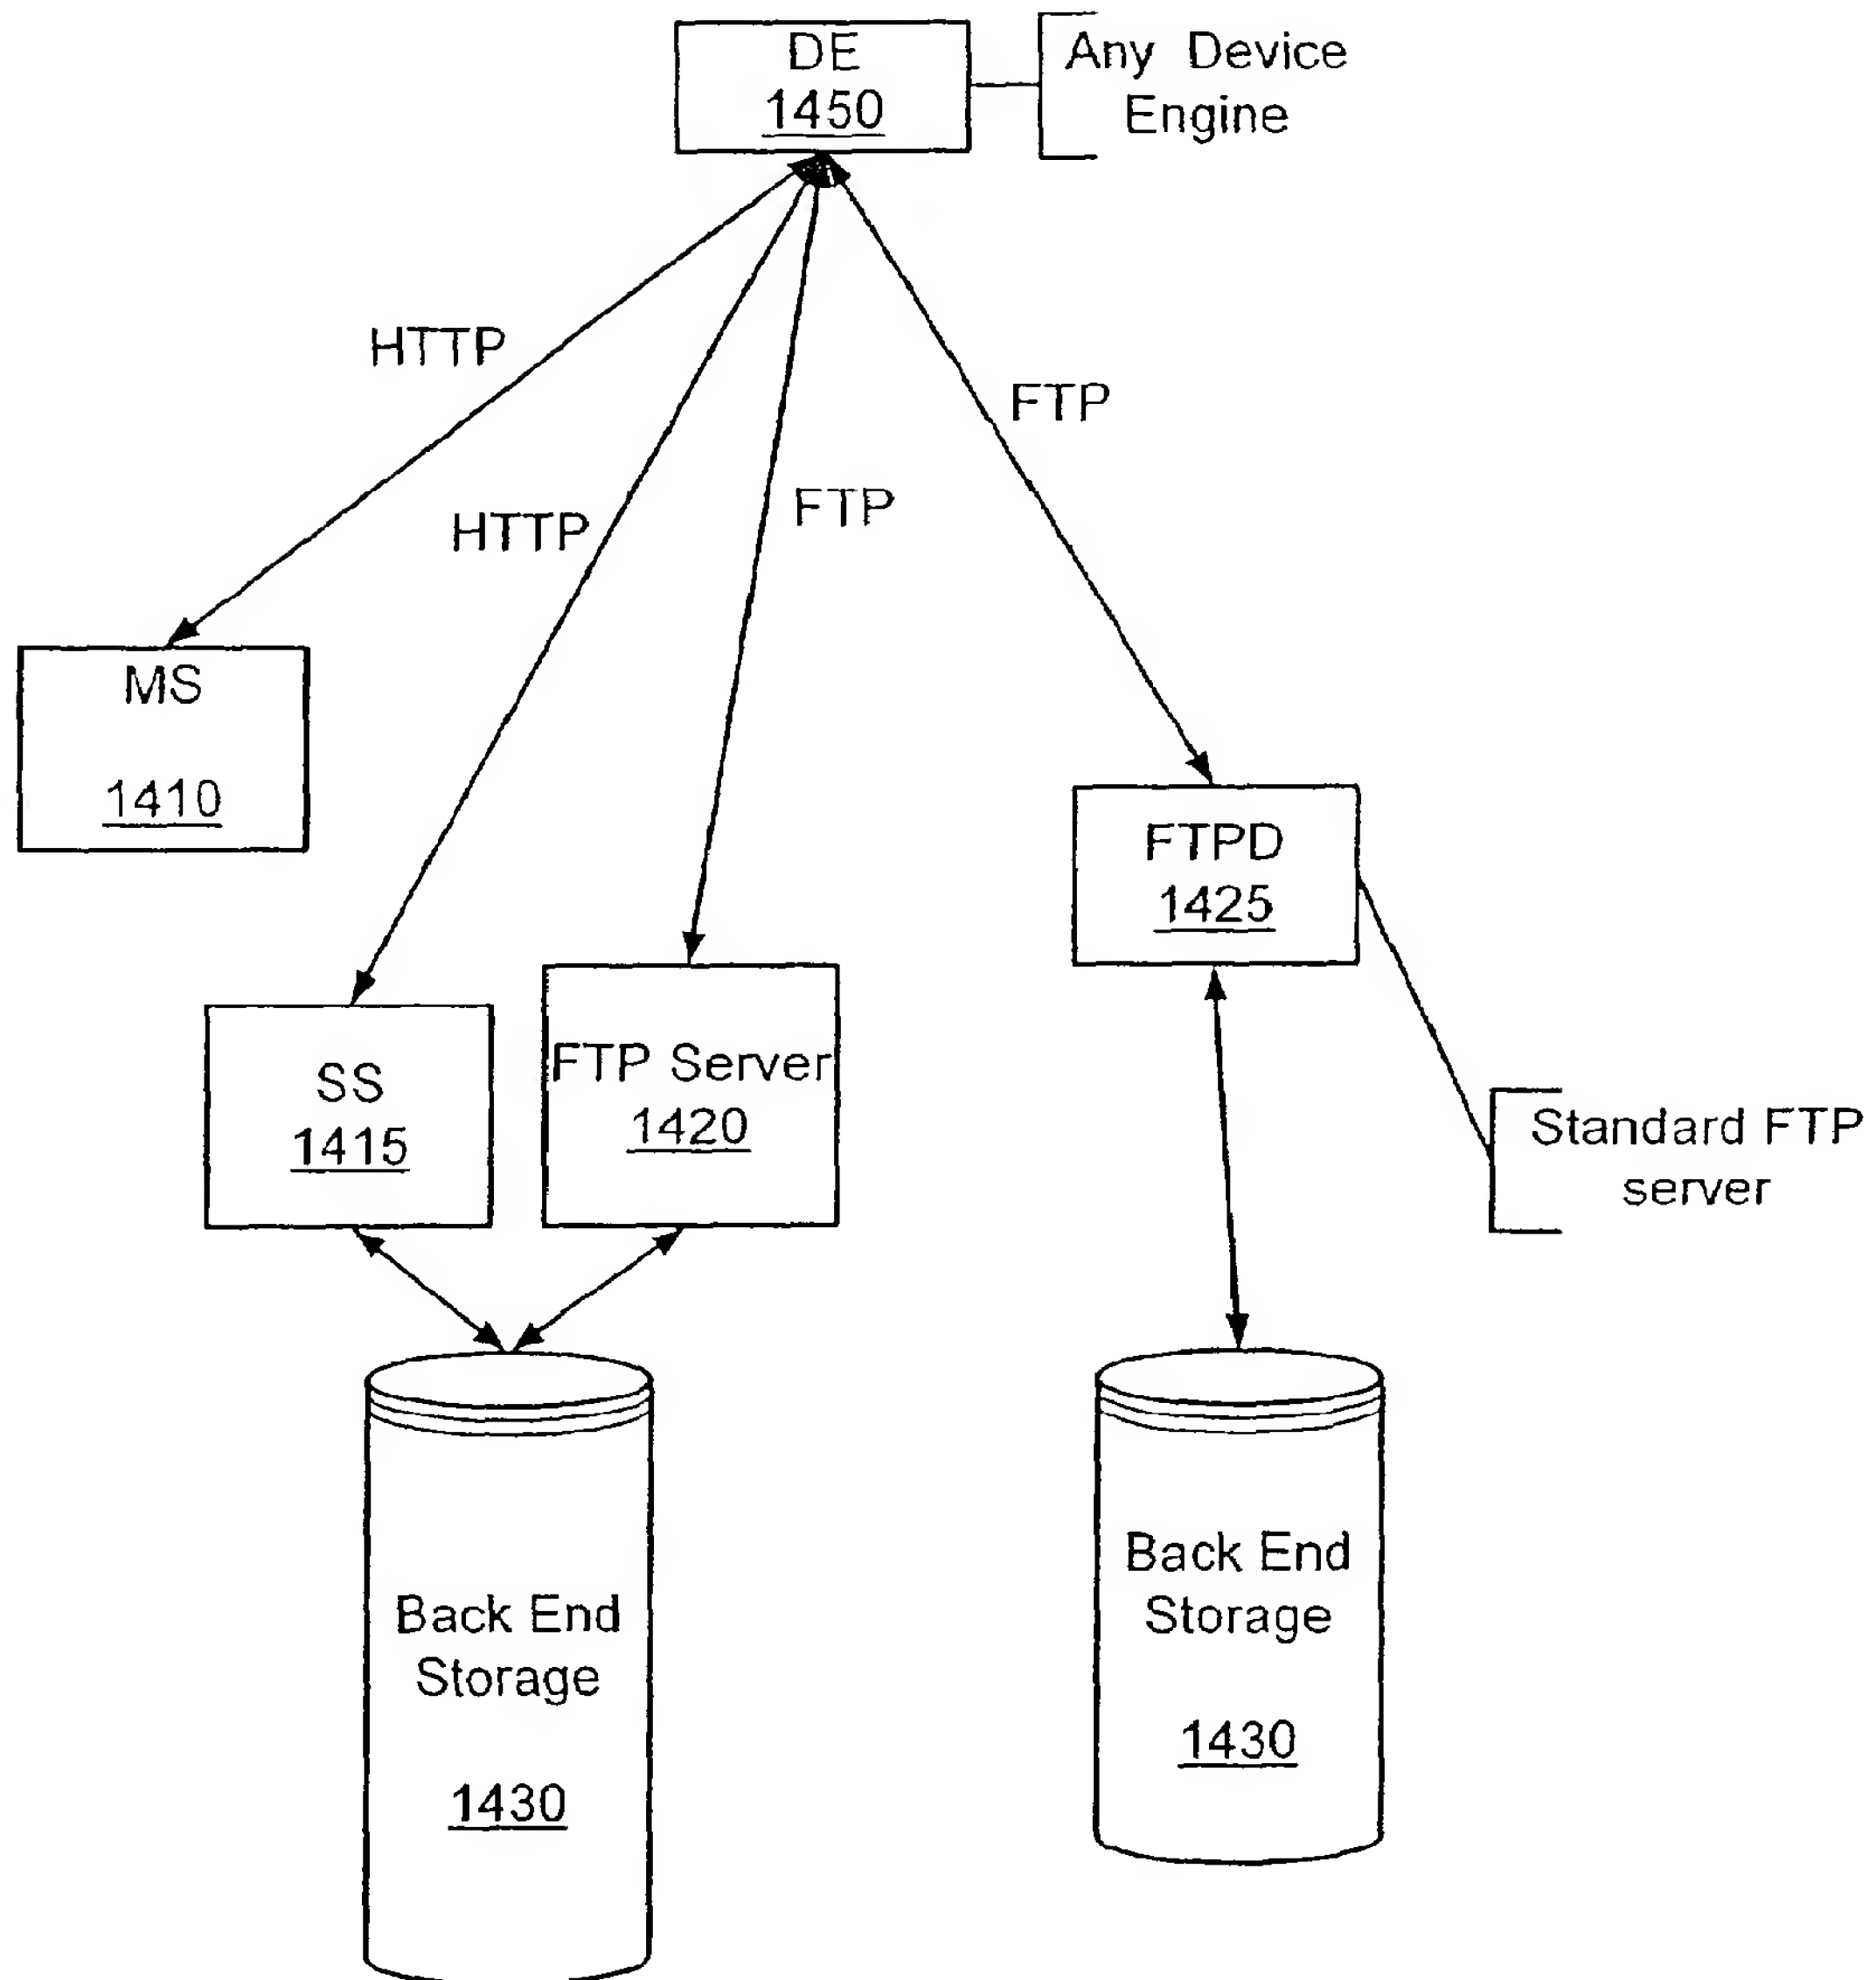 DE
1450
Any Device
Engine
HTTP
FTP
HTTP
FTP
MS
1410
FTPD
1425
SS
1415
FTP Server
1420
Standard FTP
server
Back End
Storage
1430
Back End
Storage
1430